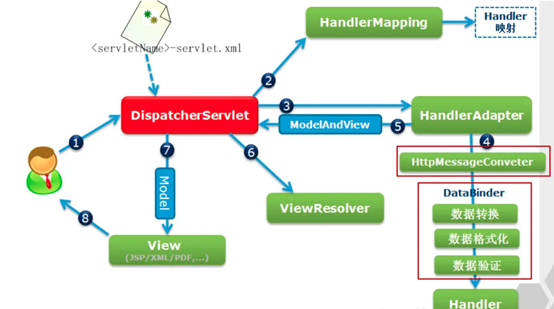 <servletName>-servlet.xml
HandlerMapping
Handler
映射
2
DispatcherServlet
3
HandlerAdapter
ModelAndView
5
1
7
6
4
HttpMessageConveter
Model
DataBinder
ViewResolver
数据转换
8
View
(JSP/XML/PDF,...)
数据格式化
数据验证
Handler